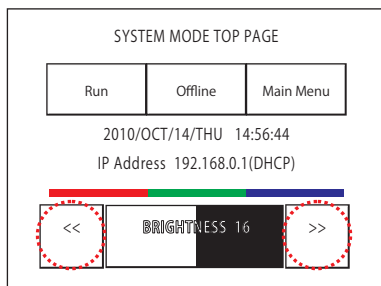 SYSTEM MODE TOP PAGE
Run Offline Main Menu
2010/OCT/14/THU 14:56:44
IP Address 192.168.0.1(DHCP)
<< BRIGHTNESS 16 >>